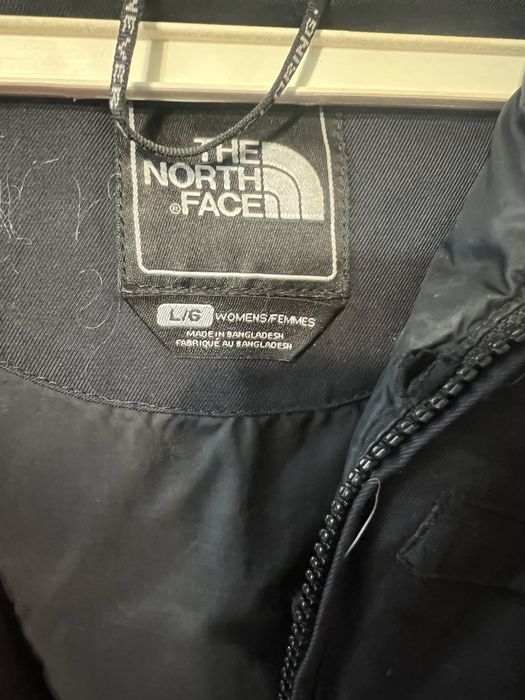 THE
NORTH
® FACE
L/G WOMENS/FEMMES
MADE IN BANGLADESH
FABRIQUÉ AU BANGLADESH